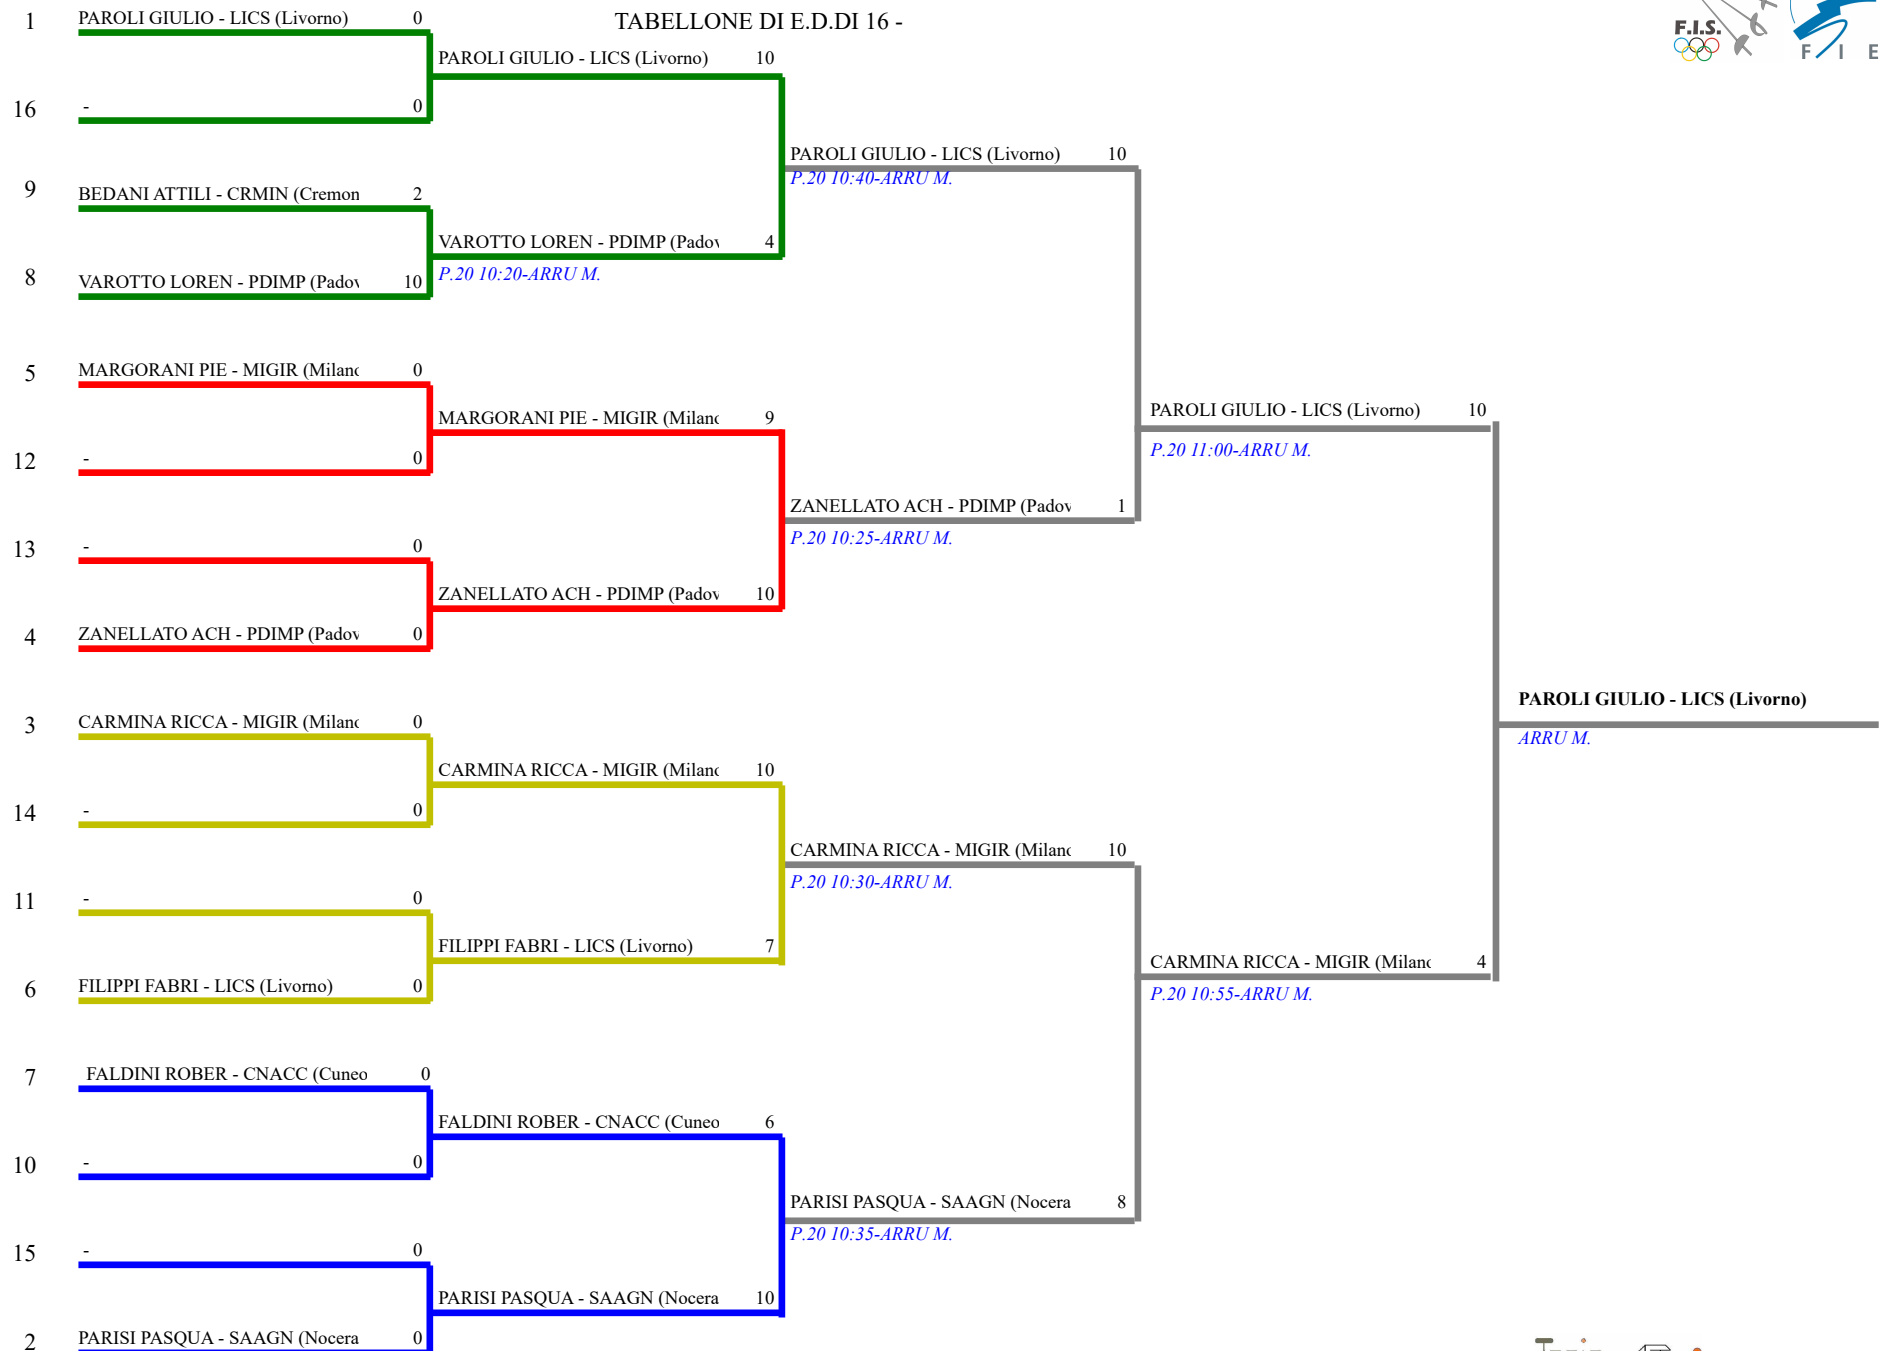 TABELLONE DI E.D.DI 16 -
F.I.S.
F I E
1 PAROLI GIULIO - LICS (Livorno) 0
PAROLI GIULIO - LICS (Livorno) 10
16 - 0
PAROLI GIULIO - LICS (Livorno) 10
P.20 10:40-ARRU M.
9 BEDANI ATTILI - CRMIN (Cremon 2
VAROTTO LOREN - PDIMP (Padov 4
P.20 10:20-ARRU M.
8 VAROTTO LOREN - PDIMP (Padov 10
5 MARGORANI PIE - MIGIR (Milano 0
MARGORANI PIE - MIGIR (Milano 9
PAROLI GIULIO - LICS (Livorno) 10
P.20 11:00-ARRU M.
12 - 0
ZANELLATO ACH - PDIMP (Padov 1
P.20 10:25-ARRU M.
13 - 0
ZANELLATO ACH - PDIMP (Padov 10
4 ZANELLATO ACH - PDIMP (Padov 0
PAROLI GIULIO - LICS (Livorno)
ARRU M.
3 CARMINA RICCA - MIGIR (Milano 0
CARMINA RICCA - MIGIR (Milano 10
14 - 0
CARMINA RICCA - MIGIR (Milano 10
P.20 10:30-ARRU M.
11 - 0
FILIPPI FABRI - LICS (Livorno) 7
CARMINA RICCA - MIGIR (Milano 4
P.20 10:55-ARRU M.
6 FILIPPI FABRI - LICS (Livorno) 0
7 FALDINI ROBER - CNACC (Cuneo 0
FALDINI ROBER - CNACC (Cuneo 6
10 - 0
PARISI PASQUA - SAAGN (Nocera 8
P.20 10:35-ARRU M.
15 - 0
PARISI PASQUA - SAAGN (Nocera 10
2 PARISI PASQUA - SAAGN (Nocera 0